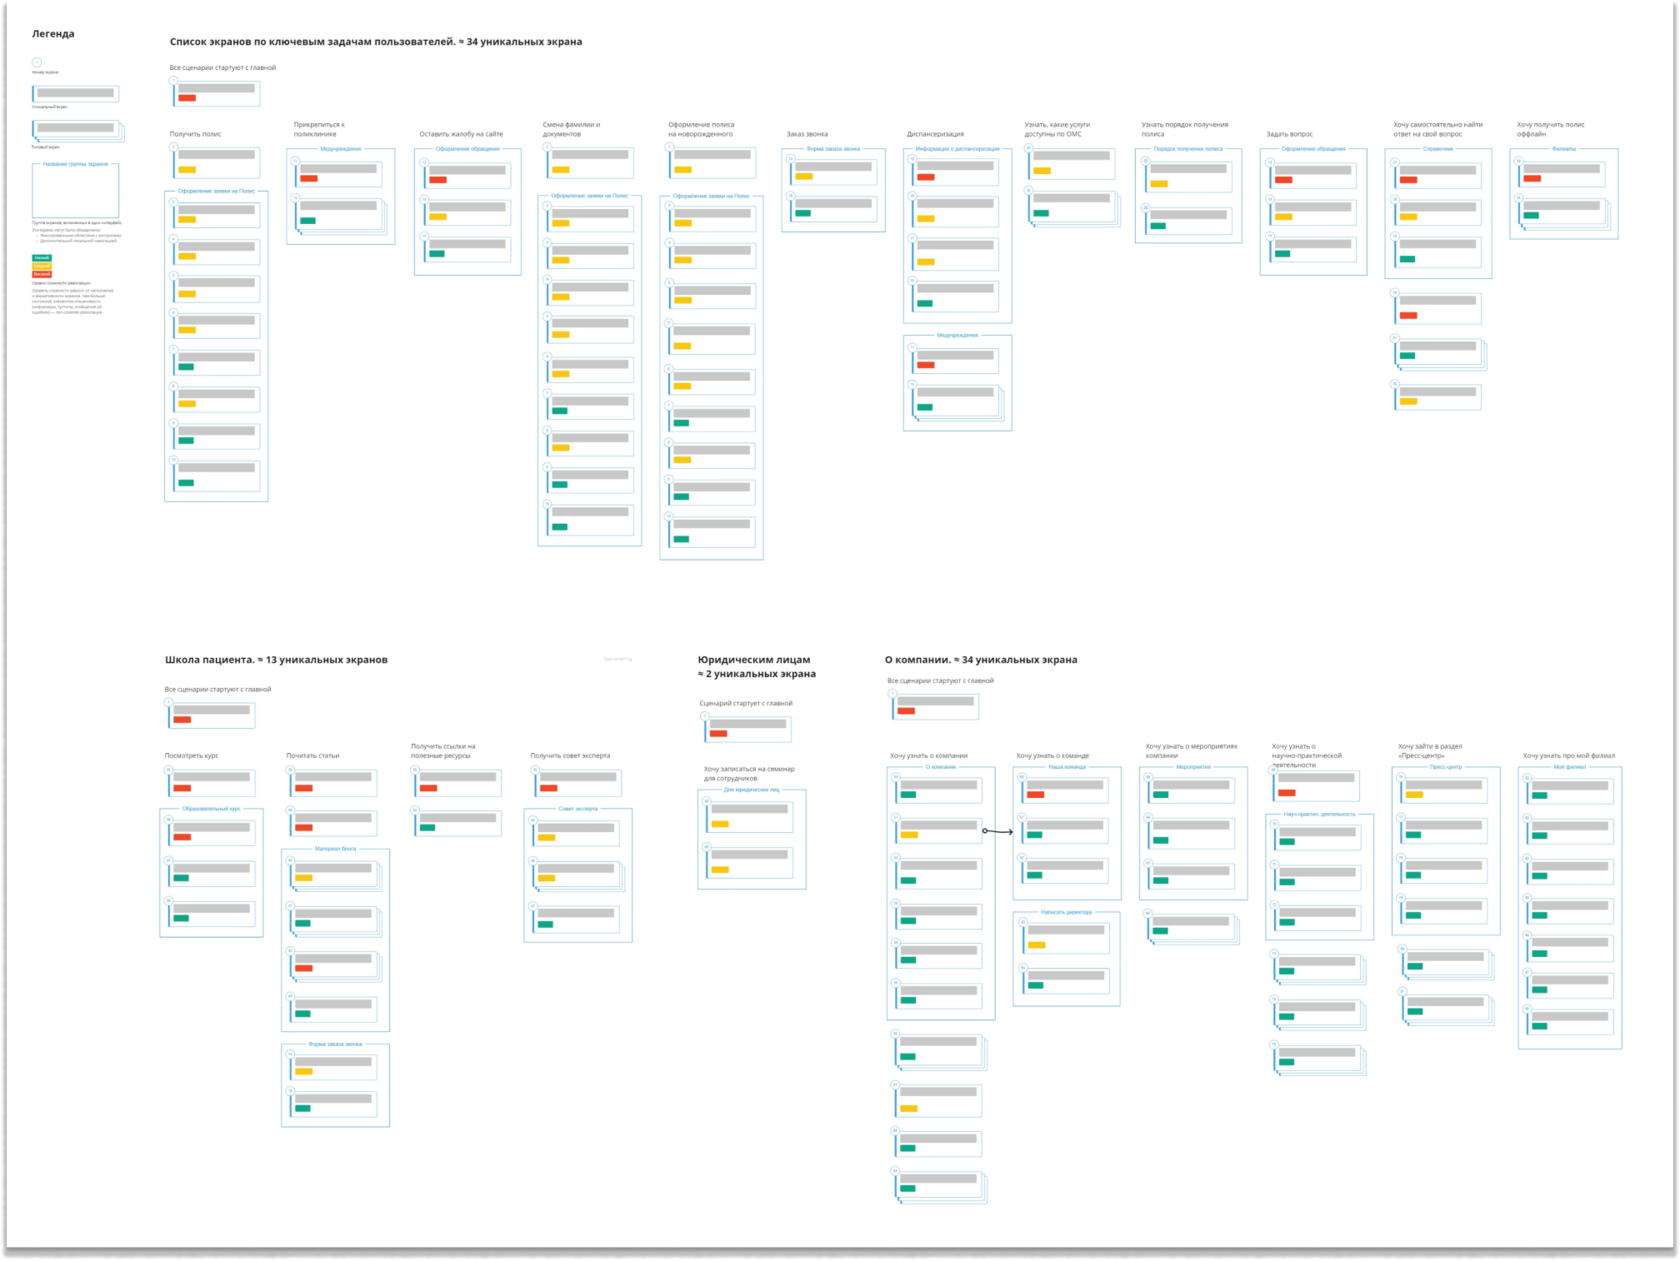 Легенда
Номер экрана
Уникальный экран
Типовой экран
Название группы экранов
Группа экранов, включенных в один интерфейс.
Эти экраны могут быть объединены:
Низкий
Средний
Высокий
Уровни сложности реализации.
Список экранов по ключевым задачам пользователей. ≈ 34 уникальных экрана
Все сценарии стартуют с главной
Получить полис
Оформление заявки на Полис
Прикрепиться к
поликлинике
Медучреждения
Оставить жалобу на сайте
Оформление обращения
Смена фамилии и
документов
Оформление заявки на Полис
Оформление полиса
на новорожденного
Оформление заявки на Полис
Заказ звонка
Форма заказа звонка
Диспансеризация
Информация о диспансеризации
Медучреждения
Узнать, какие услуги
доступны по ОМС
Узнать порядок получения
полиса
Порядок получения полиса
Задать вопрос
Оформление обращения
Хочу самостоятельно найти
ответ на свой вопрос
Справочник
Хочу получить полис
оффлайн
Филиалы
Школа пациента. ≈ 13 уникальных экранов
Все сценарии стартуют с главной
Посмотреть курс
Образовательный курс
Почитать статьи
Материал блога
Форма заказа звонка
Получить ссылки на
полезные ресурсы
Получить совет эксперта
Совет эксперта
Юридическим лицам
≈ 2 уникальных экрана
Сценарий стартует с главной
Хочу записаться на семинар
для сотрудников
Для юридических лиц
О компании. ≈ 34 уникальных экрана
Все сценарии стартуют с главной
Хочу узнать о компании
О компании
Хочу узнать о команде
Наша команда
Написать директору
Хочу узнать о мероприятиях
компании
Мероприятия
Хочу узнать о
научно-практической
деятельности
Науч-практич. деятельность
Хочу зайти в раздел
«Пресс-центр»
Пресс-центр
Хочу узнать про мой филиал
Мой филиал